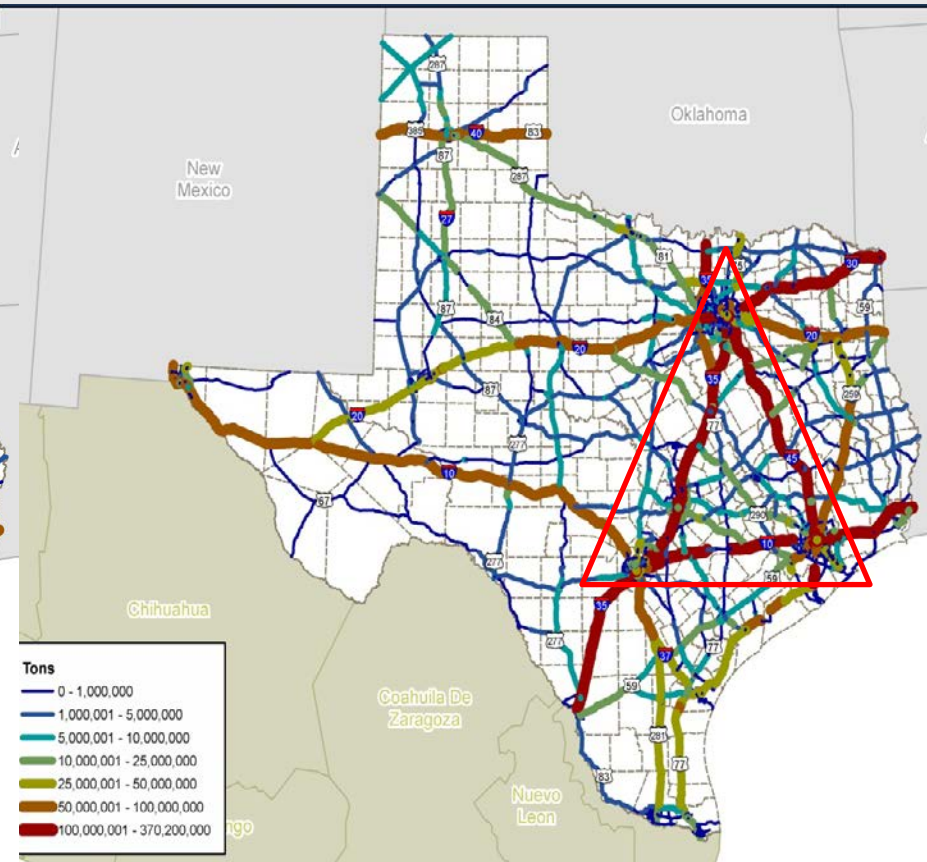 Oklahoma
New
Mexico
287
385
40
83
87
287
27
81
35
75
30
59
87
84
20
20
35
87
77
259
20
45
277
10
67
290
10
277
59
35
277
37
77
59
281
77
83
Chihuahua
Coahuila De
Zaragoza
Nuevo
Leon
ngo
Tons
0 - 1,000,000
1,000,001 - 5,000,000
5,000,001 - 10,000,000
10,000,001 - 25,000,000
25,000,001 - 50,000,000
50,000,001 - 100,000,000
100,000,001 - 370,200,000